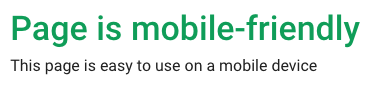 Page is mobile-friendly
This page is easy to use on a mobile device